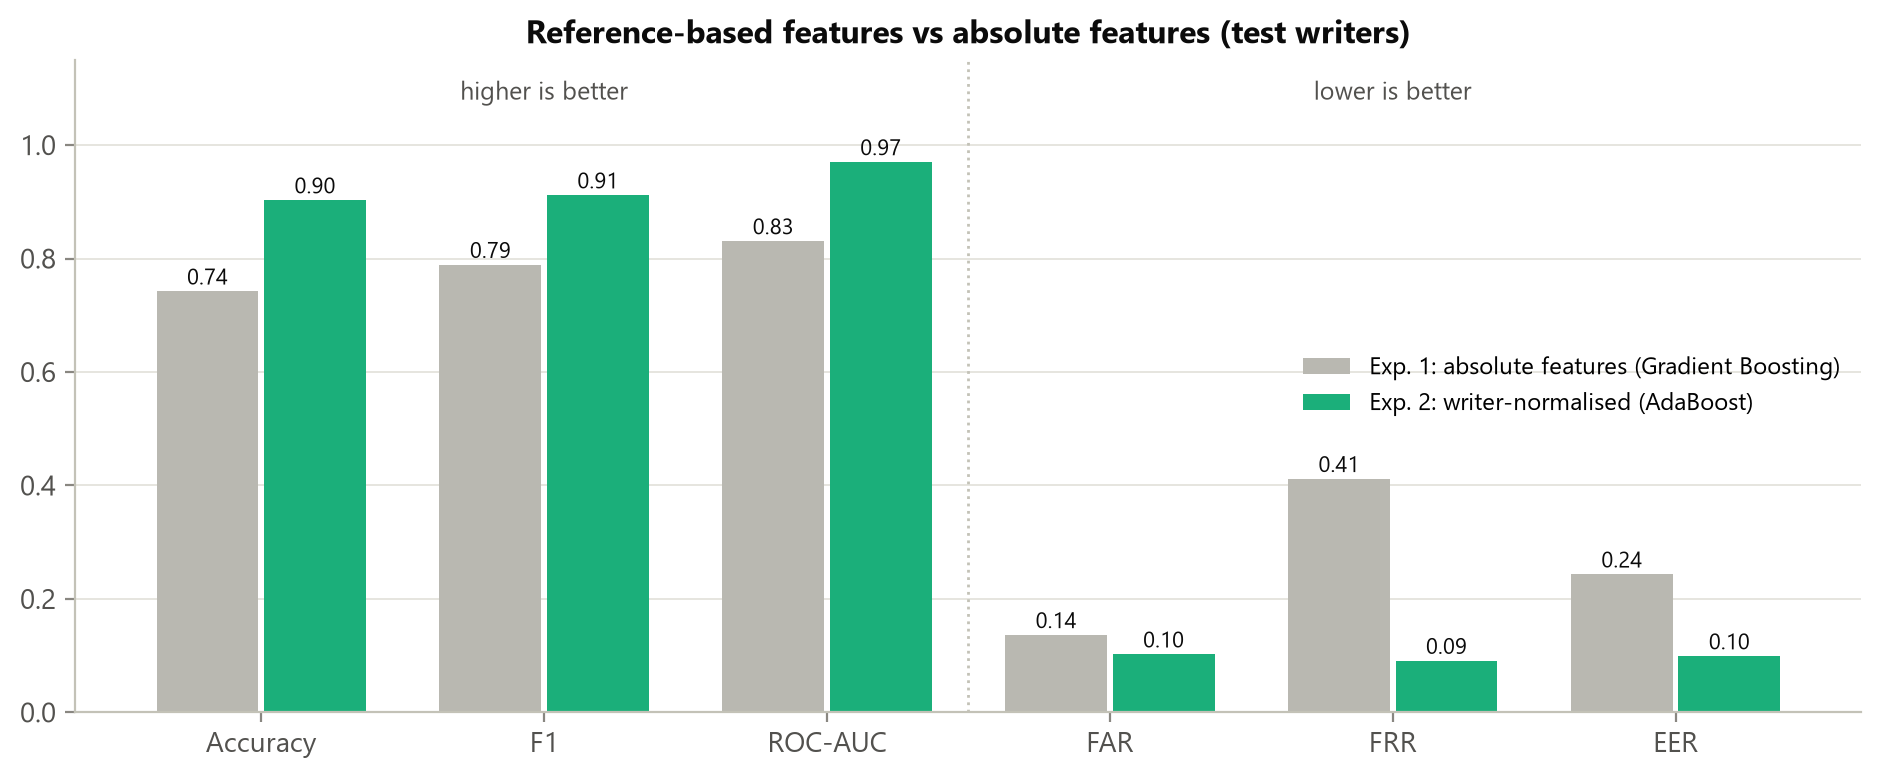 Reference-based features vs absolute features (test writers)
higher is better
lower is better
1.0
0.8
0.6
0.4
0.2
0.0
0.74
0.90
0.79
0.91
0.83
0.97
0.14
0.10
0.41
0.09
0.24
0.10
Exp. 1: absolute features (Gradient Boosting)
Exp. 2: writer-normalised (AdaBoost)
Accuracy
F1
ROC-AUC
FAR
FRR
EER